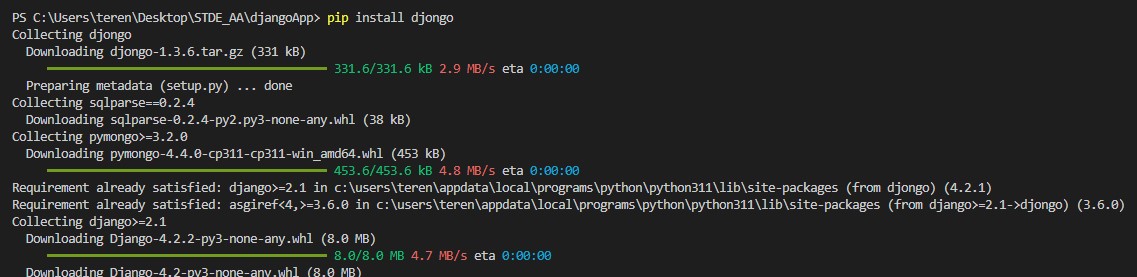 PS C:\Users\teren\Desktop\STDE_AA\djangoApp> pip install djongo
Collecting djongo
Downloading djongo-1.3.6.tar.gz (331 kB)
331.6/331.6 kB 2.9 MB/s eta 0:00:00
Preparing metadata (setup.py) ... done
Collecting sqlparse==0.2.4
Downloading sqlparse-0.2.4-py2.py3-none-any.whl (38 kB)
Collecting pymongo>=3.2.0
Downloading pymongo-4.4.0-cp311-cp311-win_amd64.whl (453 kB)
453.6/453.6 kB 4.8 MB/s eta 0:00:00
Requirement already satisfied: django>=2.1 in c:\users\teren\appdata\local\programs\python\python311\lib\site-packages (from djongo) (4.2.1)
Requirement already satisfied: asgiref<4,>=3.6.0 in c:\users\teren\appdata\local\programs\python\python311\lib\site-packages (from django>=2.1->djongo) (3.6.0)
Collecting django>=2.1
Downloading Django-4.2.2-py3-none-any.whl (8.0 MB)
8.0/8.0 MB 4.7 MB/s eta 0:00:00
Downloading Django-4.2-py3-none-any.whl (8.0 MB)